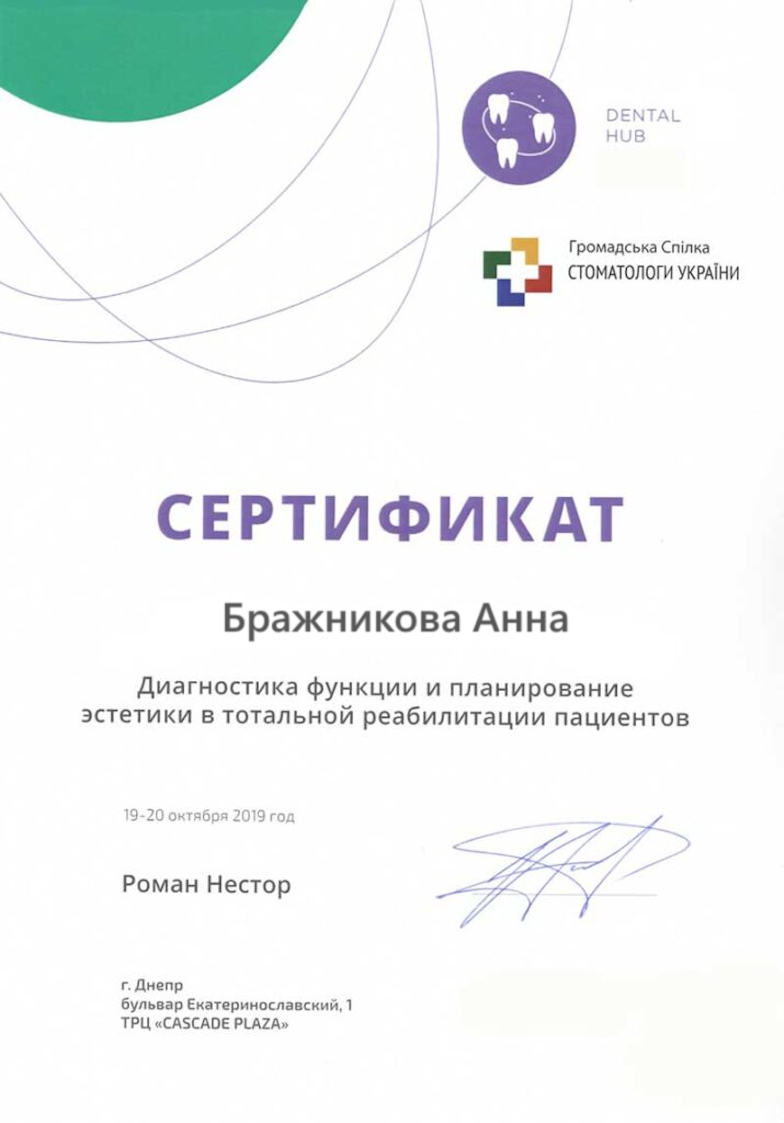 DENTAL
HUB
Громадська Спілка
СТОМАТОЛОГИ УКРАЇНИ
СЕРТИФИКАТ
Бражникова Анна
Диагностика функции и планирование
эстетики в тотальной реабилитации пациентов
19-20 октября 2019 год
Роман Нестор
г. Днепр
бульвар Екатеринославский, 1
ТРЦ «CASCADE PLAZA»